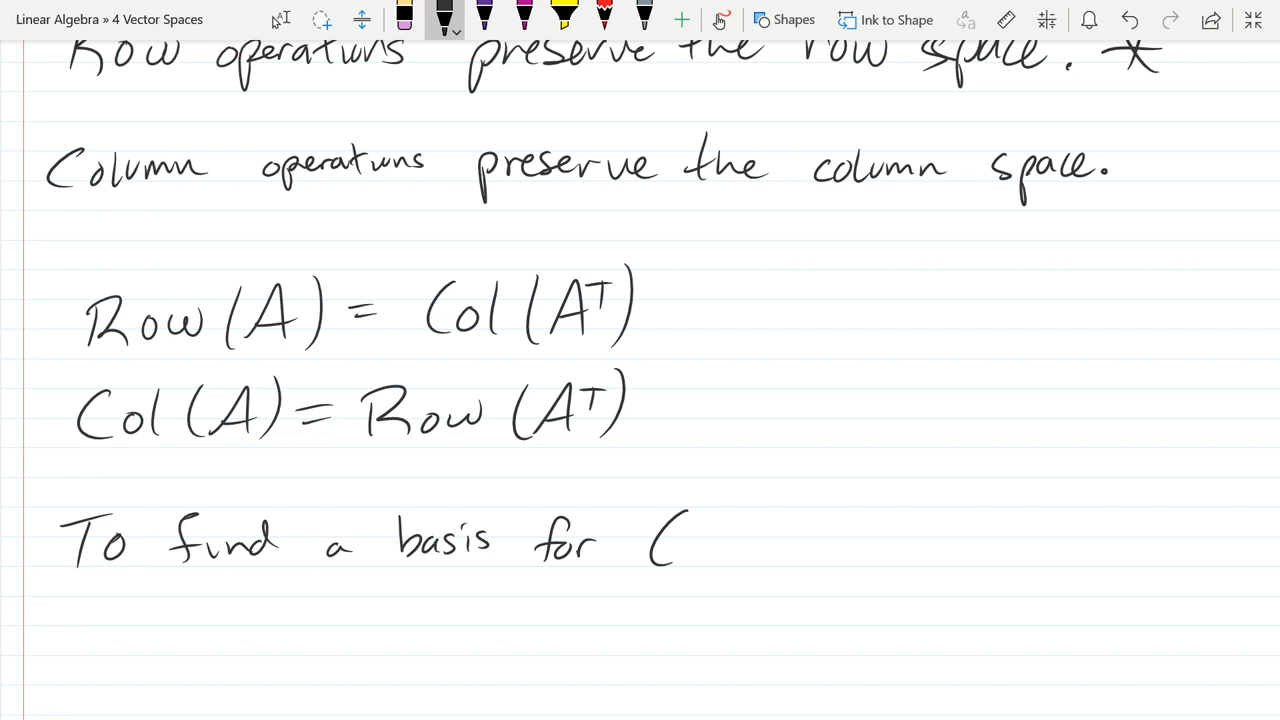 Linear Algebra » 4 Vector Spaces
Shapes
Ink to Shape
Row operations preserve the row space. *
Column operations preserve the column space.
Row (A) = Col (Aᵀ)
Col (A) = Row (Aᵀ)
To find a basis for C